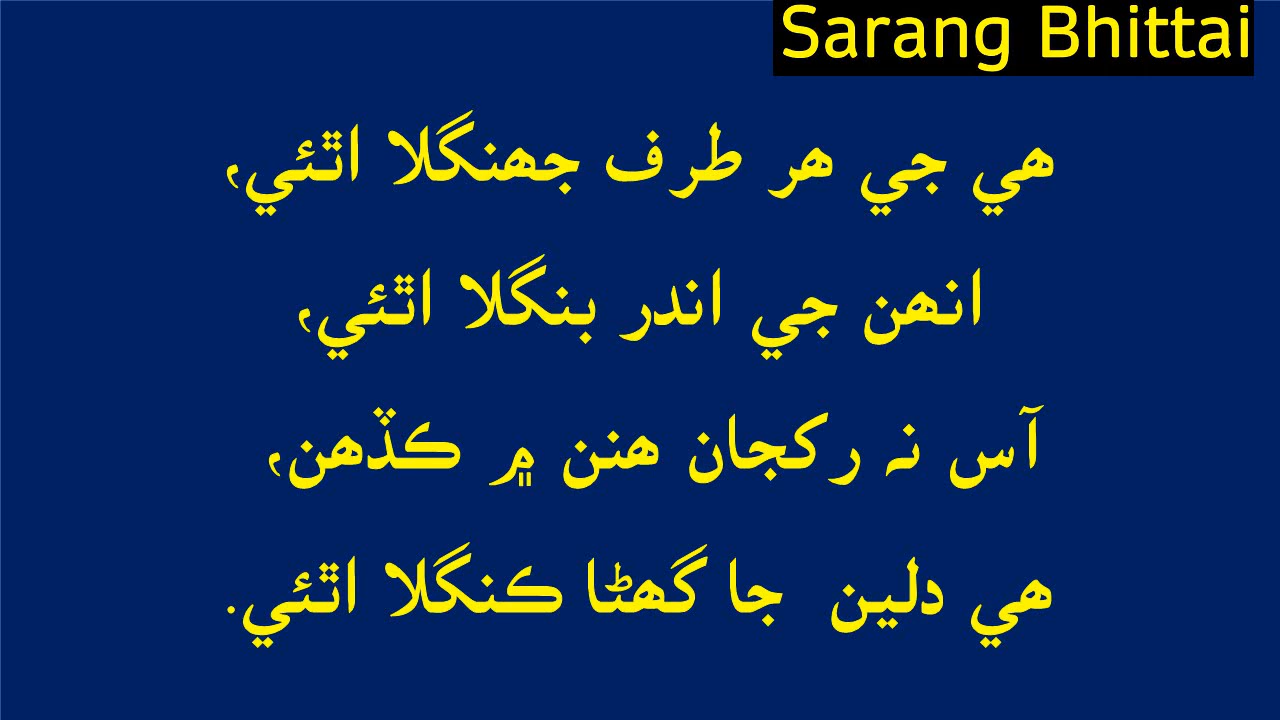 Sarang Bhittai
هي جي هر طرف جهنگلا اٿئي،
انهن جي اندر بنگلا اٿئي،
آس نہ رکجان هنن ۾ ڪڏهن،
هي دلين جا گهڻا ڪنگلا اٿئي.